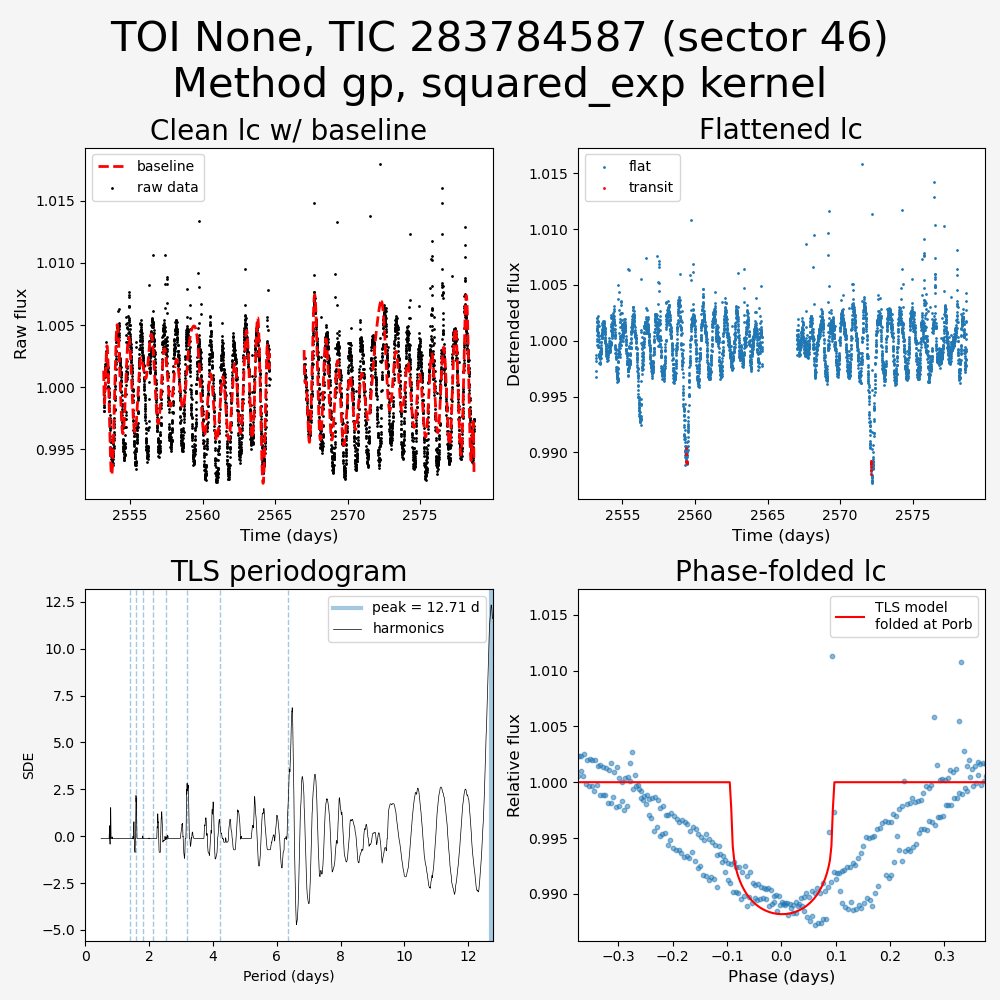 TOI None, TIC 283784587 (sector 46)
Method gp, squared_exp kernel
Clean lc w/ baseline
baseline
raw data
1.015
1.010
1.005
1.000
0.995
Raw flux
2555
2560
2565
2570
2575
Time (days)
Flattened lc
flat
transit
1.015
1.010
1.005
1.000
0.995
0.990
Detrended flux
2555
2560
2565
2570
2575
Time (days)
TLS periodogram
peak = 12.71 d
harmonics
12.5
10.0
7.5
5.0
2.5
0.0
−2.5
−5.0
SDE
0
2
4
6
8
10
12
Period (days)
Phase-folded lc
TLS model
folded at Porb
1.015
1.010
1.005
1.000
0.995
0.990
Relative flux
−0.3
−0.2
−0.1
0.0
0.1
0.2
0.3
Phase (days)